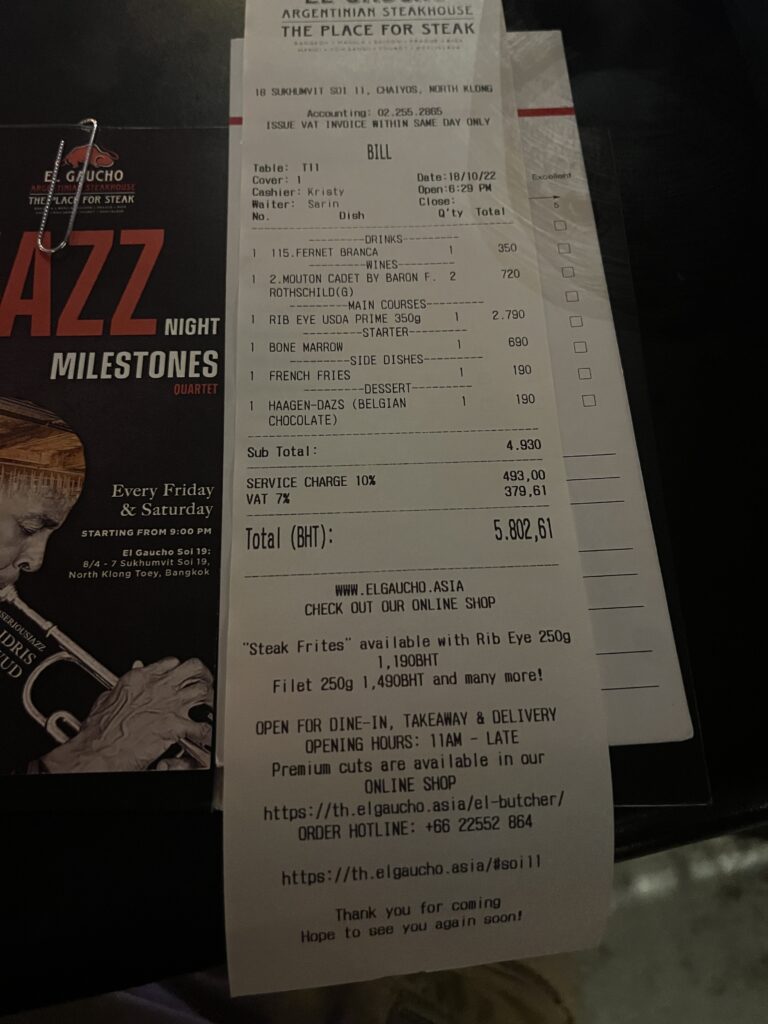 ARGENTINIAN STEAKHOUSE
THE PLACE FOR STEAK
18 SUKHUMVIT SOI 11, CHAIYOS, NORTH KLONG
Accounting: 02.255.2865
ISSUE VAT INVOICE WITHIN SAME DAY ONLY
BILL
Table: T11
Cover: 1 Date:18/10/22
Cashier: Kristy Open:6:29 PM
Waiter: Sarin Close:
No. Dish Q'ty Total
----------DRINKS----------
1 115.FERNET BRANCA 1 350
----------WINES----------
1 2.MOUTON CADET BY BARON F. 2 720
ROTHSCHILD(G)
--------MAIN COURSES--------
1 RIB EYE USDA PRIME 350g 1 2.790
----------STARTER----------
1 BONE MARROW 1 690
---------SIDE DISHES---------
1 FRENCH FRIES 1 190
----------DESSERT----------
1 HAAGEN-DAZS (BELGIAN 1 190
CHOCOLATE)
Sub Total: 4.930
SERVICE CHARGE 10% 493,00
VAT 7% 379,61
Total (BHT): 5.802,61
WWW.ELGAUCHO.ASIA
CHECK OUT OUR ONLINE SHOP
"Steak Frites" available with Rib Eye 250g
1,190BHT
Filet 250g 1,490BHT and many more!
OPEN FOR DINE-IN, TAKEAWAY & DELIVERY
OPENING HOURS: 11AM - LATE
Premium cuts are available in our
ONLINE SHOP
https://th.elgaucho.asia/el-butcher/
ORDER HOTLINE: +66 22552 864
https://th.elgaucho.asia/#soi11
Thank you for coming
Hope to see you again soon!
EL GAUCHO
ARGENTINIAN STEAKHOUSE
THE PLACE FOR STEAK
AZZ NIGHT
MILESTONES
QUARTET
Every Friday
& Saturday
STARTING FROM 9:00 PM
El Gaucho Soi 19:
8/4 - 7 Sukhumvit Soi 19,
North Klong Toey, Bangkok
IDRIS
Excellent
5